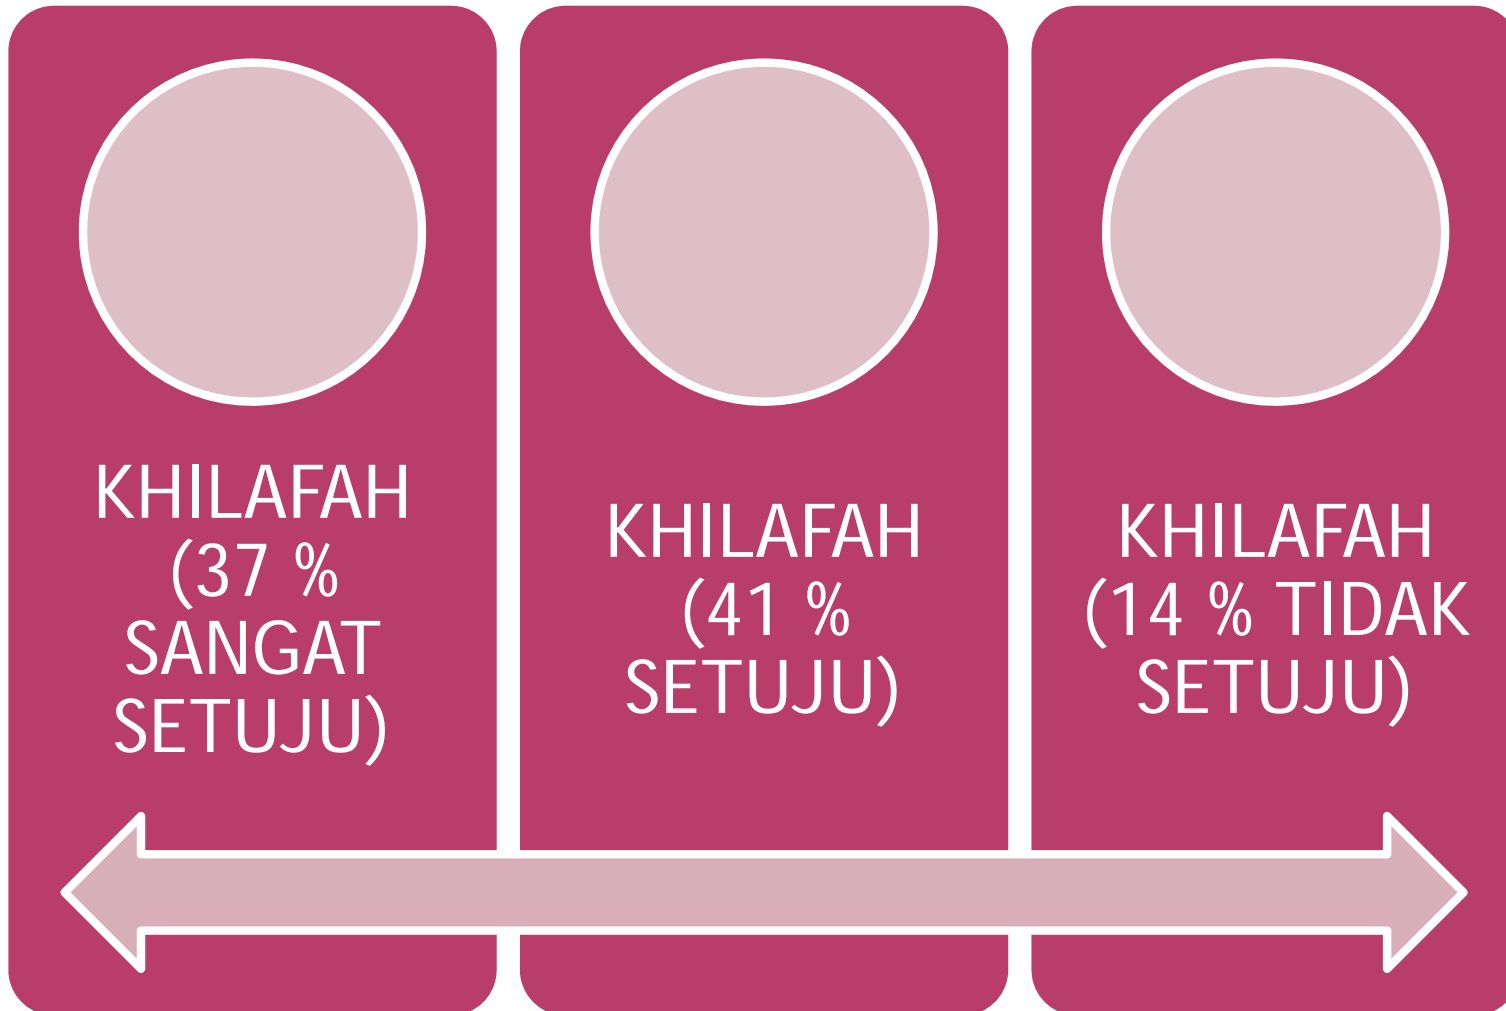 KHILAFAH
(37 %
SANGAT
SETUJU)
KHILAFAH
(41 %
SETUJU)
KHILAFAH
(14 % TIDAK
SETUJU)